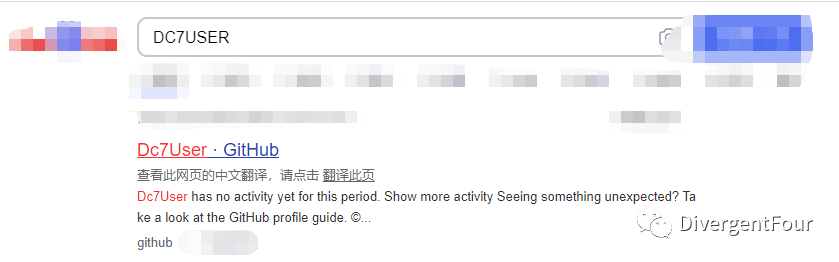 DC7USER
Dc7User · GitHub
查看此网页的中文翻译，请点击 翻译此页
Dc7User has no activity yet for this period. Show more activity Seeing something unexpected? Ta
ke a look at the GitHub profile guide. ©...
github
DivergentFour